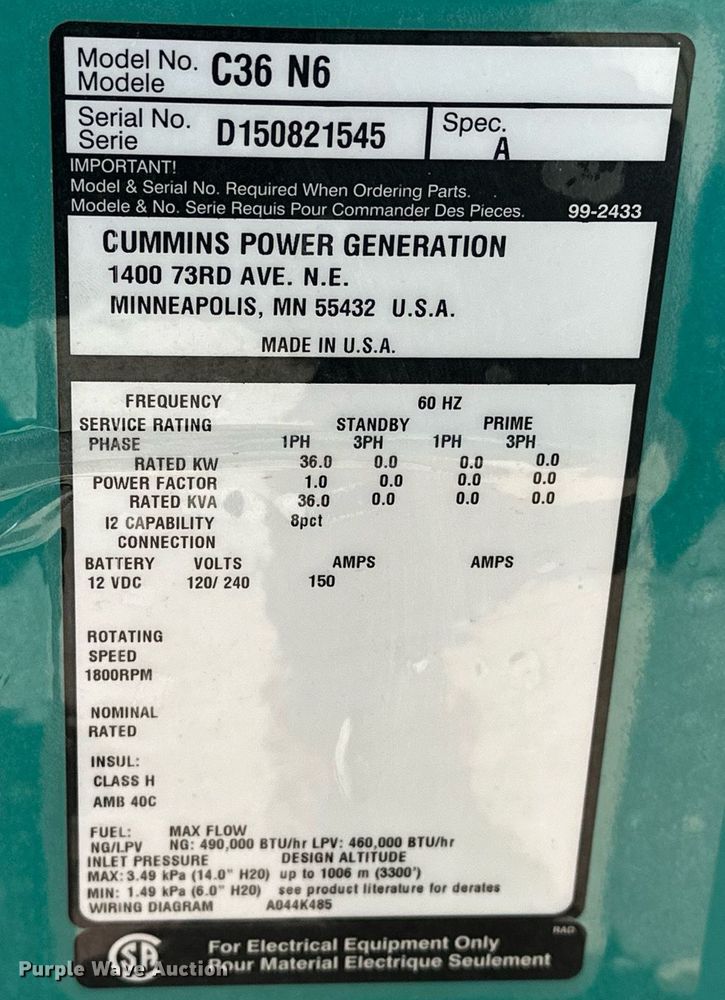 Model No. C36 N6
Modele
Serial No. D150821545 Spec. A
Serie
IMPORTANT!
Model & Serial No. Required When Ordering Parts.
Modele & No. Serie Requis Pour Commander Des Pieces. 99-2433
CUMMINS POWER GENERATION
1400 73RD AVE. N.E.
MINNEAPOLIS, MN 55432 U.S.A.
MADE IN U.S.A.
FREQUENCY 60 HZ
SERVICE RATING STANDBY PRIME
PHASE 1PH 3PH 1PH 3PH
RATED KW 36.0 0.0 0.0 0.0
POWER FACTOR 1.0 0.0 0.0 0.0
RATED KVA 36.0 0.0 0.0 0.0
I2 CAPABILITY 8pct
CONNECTION
BATTERY VOLTS AMPS AMPS
12 VDC 120/ 240 150
ROTATING
SPEED
1800RPM
NOMINAL
RATED
INSUL:
CLASS H
AMB 40C
FUEL: MAX FLOW
NG/LPV NG: 490,000 BTU/hr LPV: 460,000 BTU/hr
INLET PRESSURE DESIGN ALTITUDE
MAX: 3.49 kPa (14.0" H20) up to 1006 m (3300')
MIN: 1.49 kPa (6.0" H20) see product literature for derates
WIRING DIAGRAM A044K485
RAD
SA
For Electrical Equipment Only
Pour Material Electrique Seulement
Purple Wave Auction